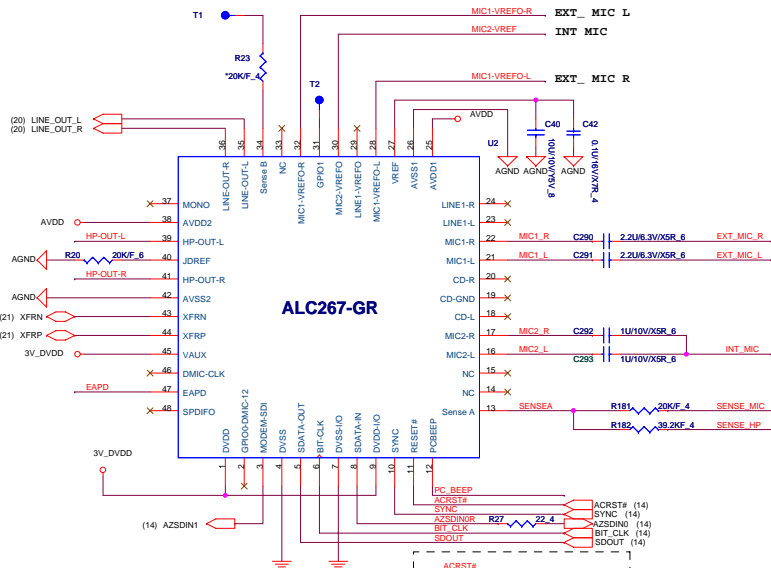 T1
MIC1-VREFO-R EXT_ MIC L
MIC2-VREF INT MIC
R23
*20K/F_4
T2
MIC1-VREFO-L EXT_ MIC R
(20) LINE_OUT_L
(20) LINE_OUT_R
AVDD
C40
10U/10V/Y5V_8
C42
0.1U/16V/X7R_4
U2
AGND AGND AGND
36 35 34 33 32 31 30 29 28 27 26 25
LINE-OUT-R
LINE-OUT-L
Sense B
NC
MIC1-VREFO-R
GPIO1
MIC2-VREFO
LINE1-VREFO
MIC1-VREFO-L
VREF
AVSS1
AVDD1
37 MONO
AVDD 38 AVDD2
HP-OUT-L 39 HP-OUT-L
AGND R20 20K/F_6 40 JDREF
HP-OUT-R 41 HP-OUT-R
AGND 42 AVSS2
(21) XFRN 43 XFRN
(21) XFRP 44 XFRP
3V_DVDD 45 VAUX
46 DMIC-CLK
EAPD 47 EAPD
48 SPDIFO
ALC267-GR
LINE1-R 24
LINE1-L 23
MIC1-R 22 MIC1_R C290 2.2U/6.3V/X5R_6 EXT_MIC_R
MIC1-L 21 MIC1_L C291 2.2U/6.3V/X5R_6 EXT_MIC_L
CD-R 20
CD-GND 19
CD-L 18
MIC2-R 17 MIC2_R C292 1U/10V/X5R_6
MIC2-L 16 MIC2_L C293 1U/10V/X5R_6 INT_MIC
NC 15
NC 14
Sense A 13 SENSEA R181 20K/F_4 SENSE_MIC
R182 39.2KF_4 SENSE_HP
DVDD
GPIO0-DMIC-12
MODEM-SDI
DVSS
SDATA-OUT
BIT-CLK
DVSS-I/O
SDATA-IN
DVDD-I/O
SYNC
RESET#
PCBEEP
1 2 3 4 5 6 7 8 9 10 11 12
3V_DVDD
PC_BEEP
ACRST# ACRST# (14)
SYNC SYNC (14)
(14) AZSDIN1 AZSDIN0R R27 22_4 AZSDIN0 (14)
BIT_CLK BIT_CLK (14)
SDOUT SDOUT (14)
ACRST#